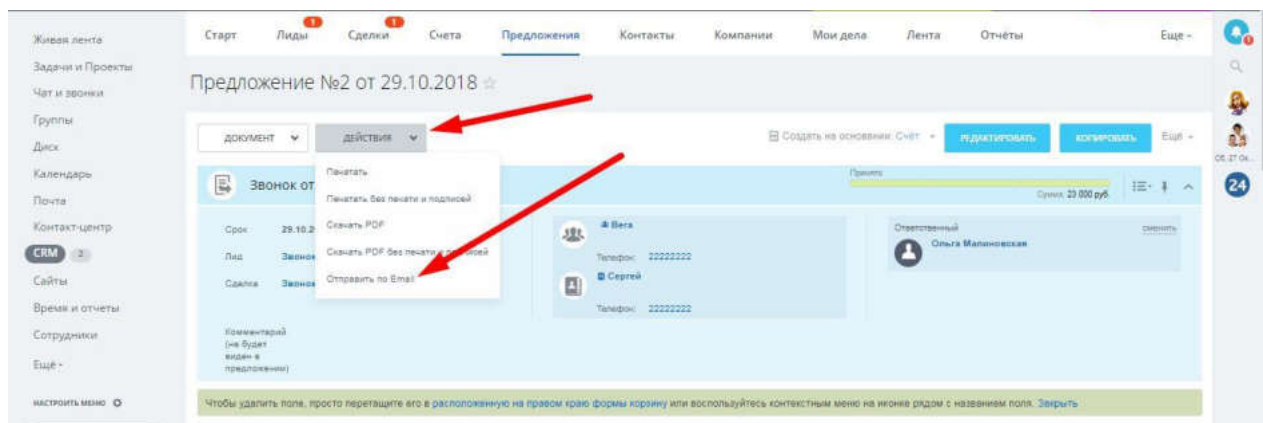 Живая лента
Задачи и Проекты
Чат и звонки
Группы
Диск
Календарь
Почта
Контакт-центр
CRM 2
Сайты
Время и отчеты
Сотрудники
Ещё
НАСТРОИТЬ МЕНЮ
Старт Лиды 1 Сделки 1 Счета Предложения Контакты Компании Мои дела Лента Отчёты Еще
Предложение №2 от 29.10.2018
ДОКУМЕНТ ДЕЙСТВИЯ Создать на основании: Счёт РЕДАКТИРОВАТЬ КОПИРОВАТЬ Ещё
Печатать
Печатать без печати и подписей
Скачать PDF
Скачать PDF без печати и подписей
Отправить по Email
Звонок от
Принято
Сумма: 23 000 руб.
Срок 29.10.2
Лид Звонок
Сделка Звонок
Комментарий
(не будет
виден в
предложении)
Вега
Телефон: 22222222
Сергей
Телефон: 22222222
Ответственный сменить
Ольга Малиновская
Чтобы удалить поле, просто перетащите его в расположенную на правом краю формы корзину или воспользуйтесь контекстным меню на иконке рядом с названием поля. Закрыть
1
Сб, 27 Ок...
24